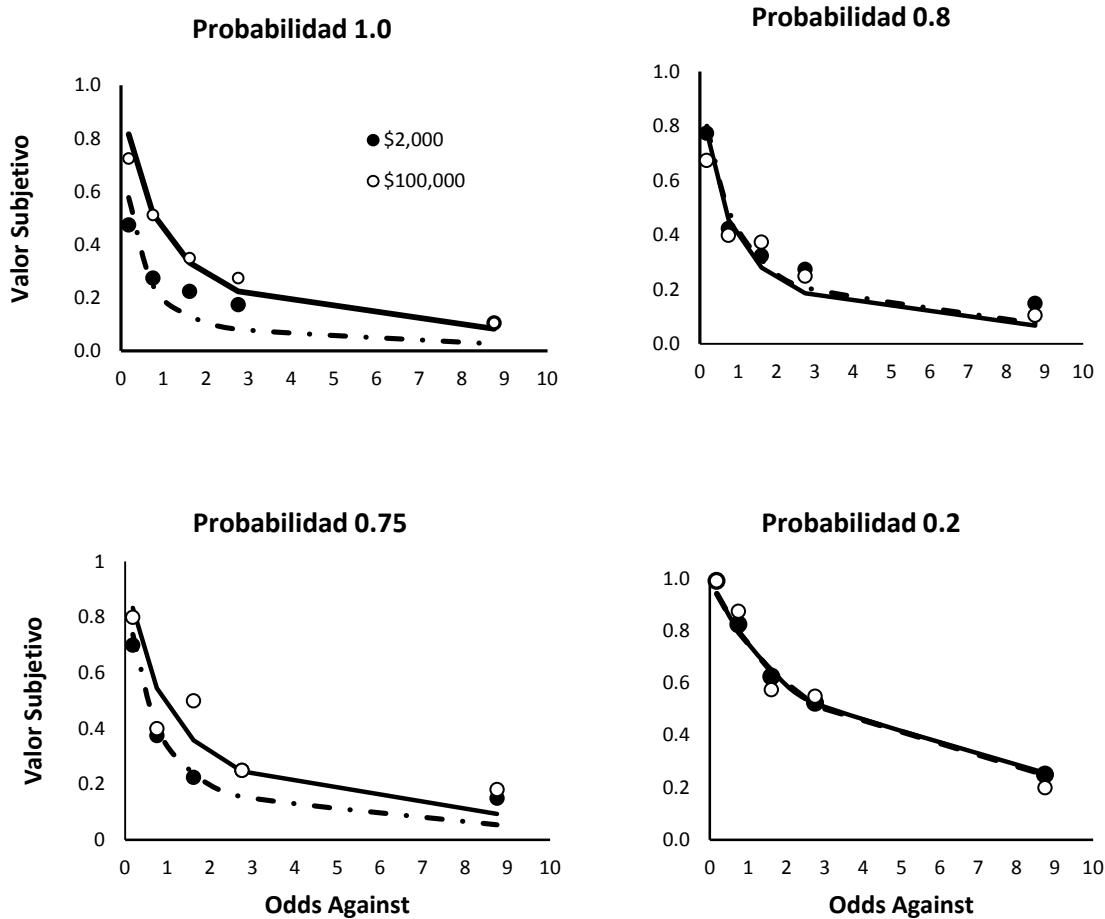 Probabilidad 1.0
Valor Subjetivo
1.0
0.8
0.6
0.4
0.2
0.0
0 1 2 3 4 5 6 7 8 9 10
$2,000
$100,000
Probabilidad 0.8
1.0
0.8
0.6
0.4
0.2
0.0
0 1 2 3 4 5 6 7 8 9 10
Probabilidad 0.75
Valor Subjetivo
1
0.8
0.6
0.4
0.2
0
0 1 2 3 4 5 6 7 8 9 10
Odds Against
Probabilidad 0.2
1.0
0.8
0.6
0.4
0.2
0.0
0 1 2 3 4 5 6 7 8 9 10
Odds Against